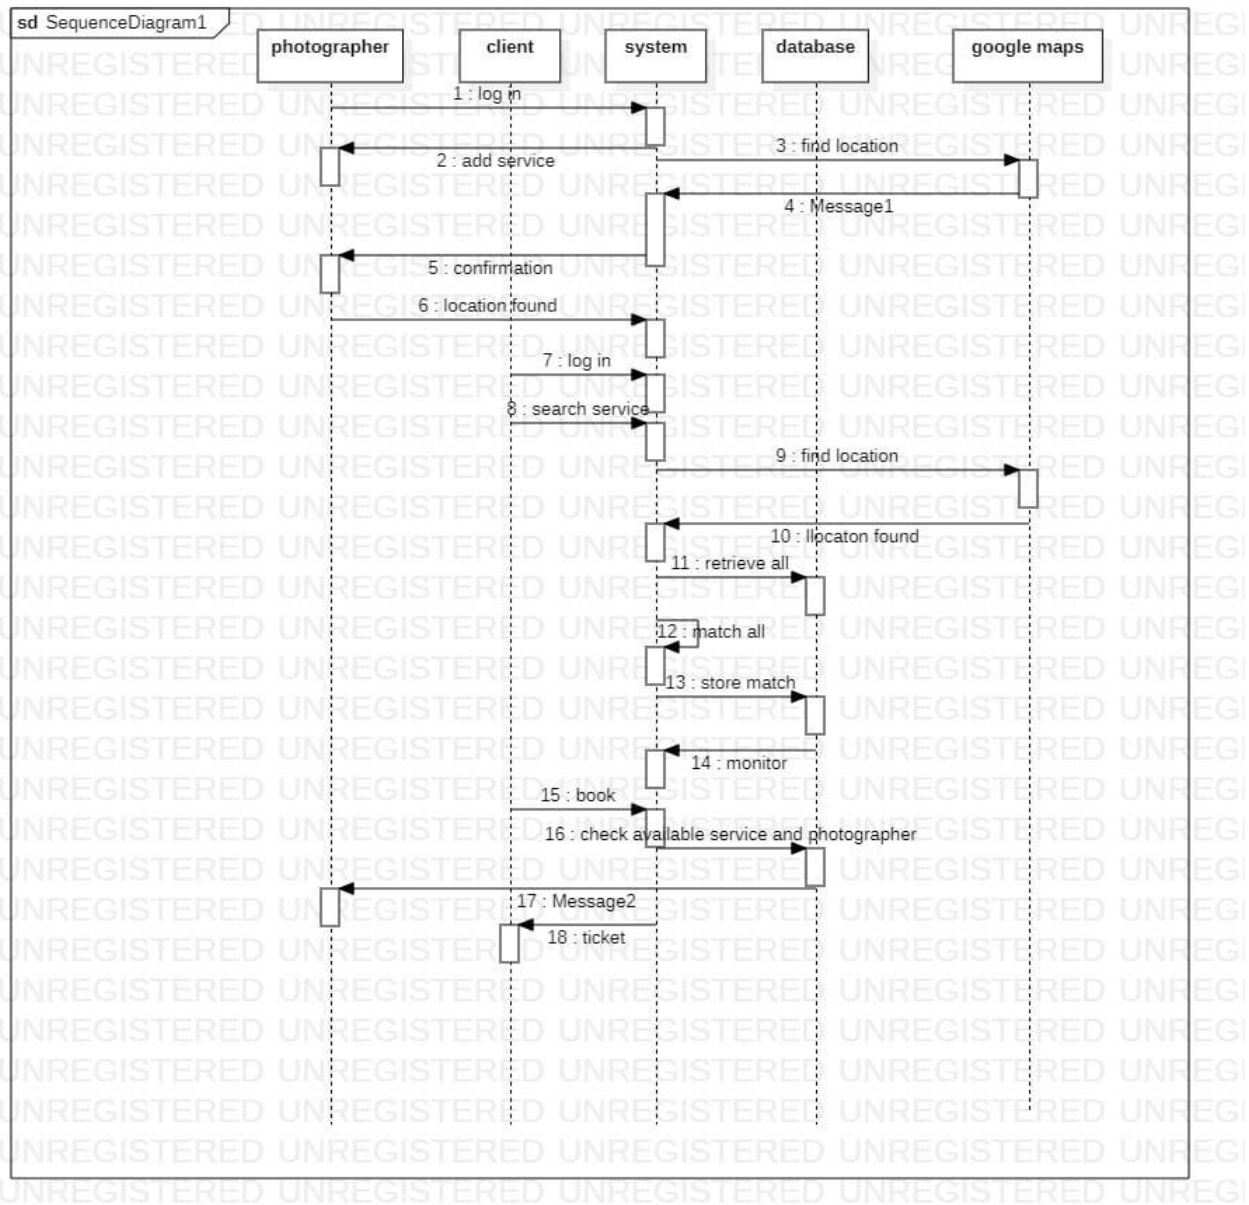 sd SequenceDiagram1
photographer
client
system
database
google maps
1 : log in
2 : add service
3 : find location
4 : Message1
5 : confirmation
6 : location found
7 : log in
8 : search service
9 : find location
10 : llocaton found
11 : retrieve all
12 : match all
13 : store match
14 : monitor
15 : book
16 : check available service and photographer
17 : Message2
18 : ticket
UNREGISTERED